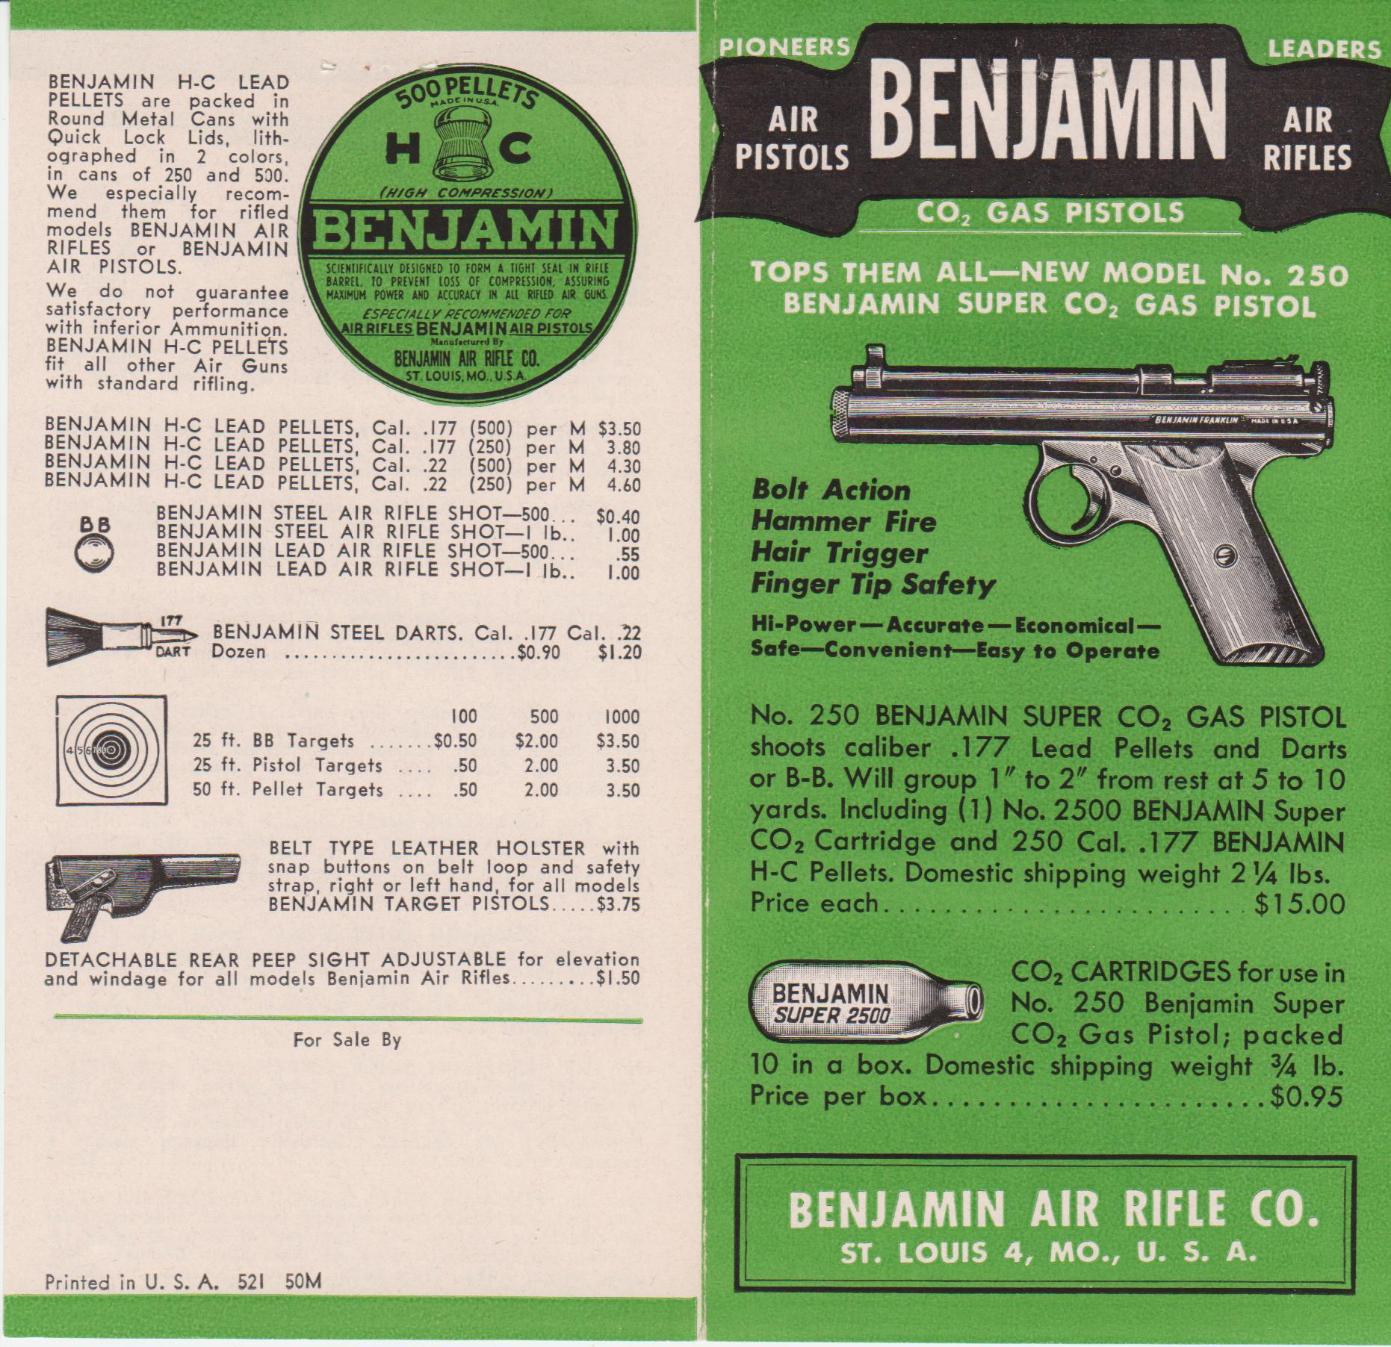 BENJAMIN H-C LEAD
PELLETS are packed in
Round Metal Cans with
Quick Lock Lids, lith-
ographed in 2 colors,
in cans of 250 and 500.
We especially recom-
mend them for rifled
models BENJAMIN AIR
RIFLES or BENJAMIN
AIR PISTOLS.
We do not guarantee
satisfactory performance
with inferior Ammunition.
BENJAMIN H-C PELLETS
fit all other Air Guns
with standard rifling.
500 PELLETS
MADE IN U.S.A.
H C
(HIGH COMPRESSION)
BENJAMIN
SCIENTIFICALLY DESIGNED TO FORM A TIGHT SEAL IN RIFLE
BARREL, TO PREVENT LOSS OF COMPRESSION, ASSURING
MAXIMUM POWER AND ACCURACY IN ALL RIFLED AIR GUNS.
ESPECIALLY RECOMMENDED FOR
AIR RIFLES BENJAMIN AIR PISTOLS
Manufactured By
BENJAMIN AIR RIFLE CO.
ST. LOUIS, MO., U.S.A.
BENJAMIN H-C LEAD PELLETS, Cal. .177 (500) per M $3.50
BENJAMIN H-C LEAD PELLETS, Cal. .177 (250) per M 3.80
BENJAMIN H-C LEAD PELLETS, Cal. .22 (500) per M 4.30
BENJAMIN H-C LEAD PELLETS, Cal. .22 (250) per M 4.60
BB
BENJAMIN STEEL AIR RIFLE SHOT—500... $0.40
BENJAMIN STEEL AIR RIFLE SHOT—1 lb.. 1.00
BENJAMIN LEAD AIR RIFLE SHOT—500... .55
BENJAMIN LEAD AIR RIFLE SHOT—1 lb.. 1.00
177
DART
BENJAMIN STEEL DARTS. Cal. .177 Cal. .22
Dozen ..........................$0.90 $1.20
100 500 1000
25 ft. BB Targets .......$0.50 $2.00 $3.50
25 ft. Pistol Targets .... .50 2.00 3.50
50 ft. Pellet Targets .... .50 2.00 3.50
BELT TYPE LEATHER HOLSTER with
snap buttons on belt loop and safety
strap, right or left hand, for all models
BENJAMIN TARGET PISTOLS.....$3.75
DETACHABLE REAR PEEP SIGHT ADJUSTABLE for elevation
and windage for all models Benjamin Air Rifles.........$1.50
For Sale By
Printed in U. S. A. 521 50M
PIONEERS LEADERS
BENJAMIN
AIR PISTOLS
AIR RIFLES
CO₂ GAS PISTOLS
TOPS THEM ALL—NEW MODEL No. 250
BENJAMIN SUPER CO₂ GAS PISTOL
"BENJAMIN FRANKLIN" MADE IN U.S.A.
Bolt Action
Hammer Fire
Hair Trigger
Finger Tip Safety
Hi-Power—Accurate—Economical—
Safe—Convenient—Easy to Operate
No. 250 BENJAMIN SUPER CO₂ GAS PISTOL
shoots caliber .177 Lead Pellets and Darts
or B-B. Will group 1" to 2" from rest at 5 to 10
yards. Including (1) No. 2500 BENJAMIN Super
CO₂ Cartridge and 250 Cal. .177 BENJAMIN
H-C Pellets. Domestic shipping weight 2 ¼ lbs.
Price each.......................... $15.00
BENJAMIN
SUPER 2500
CO₂ CARTRIDGES for use in
No. 250 Benjamin Super
CO₂ Gas Pistol; packed
10 in a box. Domestic shipping weight ¾ lb.
Price per box........................$0.95
BENJAMIN AIR RIFLE CO.
ST. LOUIS 4, MO., U. S. A.